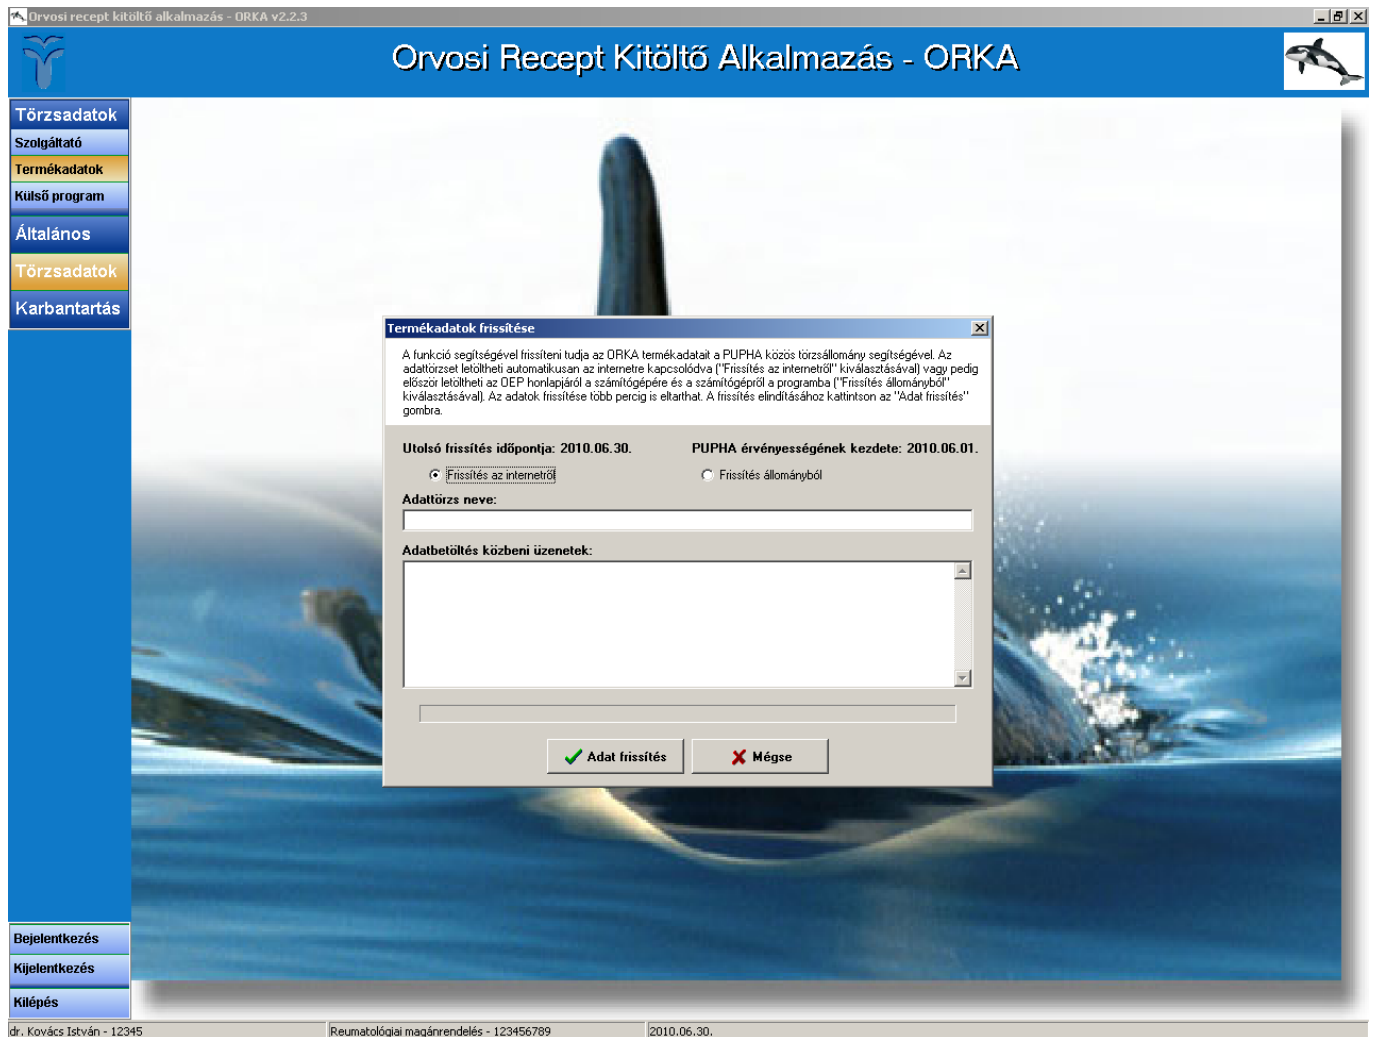 Orvosi recept kitöltő alkalmazás - ORKA v2.2.3
Orvosi Recept Kitöltő Alkalmazás - ORKA
Törzsadatok
Szolgáltató
Termékadatok
Külső program
Általános
Törzsadatok
Karbantartás
Termékadatok frissítése
A funkció segítségével frissíteni tudja az ORKA termékadatait a PUPHA közös törzsállomány segítségével. Az
adattörzset letöltheti automatikusan az internetre kapcsolódva ("Frissítés az internetről" kiválasztásával) vagy pedig
először letöltheti az OEP honlapjáról a számítógépére és a számítógépről a programba ("Frissítés állományból"
kiválasztásával). Az adatok frissítése több percig is eltarthat. A frissítés elindításához kattintson az "Adat frissítés"
gombra.
Utolsó frissítés időpontja: 2010.06.30. PUPHA érvényességének kezdete: 2010.06.01.
Frissítés az internetről Frissítés állományból
Adattörzs neve:
Adatbetöltés közbeni üzenetek:
Adat frissítés Mégse
Bejelentkezés
Kijelentkezés
Kilépés
dr. Kovács István - 12345 Reumatológiai magánrendelés - 123456789 2010.06.30.